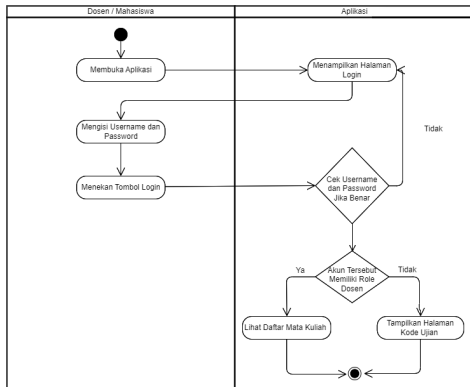 Dosen / Mahasiswa
Aplikasi
Membuka Aplikasi
Menampilkan Halaman
Login
Mengisi Username dan
Password
Tidak
Menekan Tombol Login
Cek Username
dan Password
Jika Benar
Ya
Akun Tersebut
Memiliki Role
Dosen
Tidak
Lihat Daftar Mata Kuliah
Tampilkan Halaman
Kode Ujian